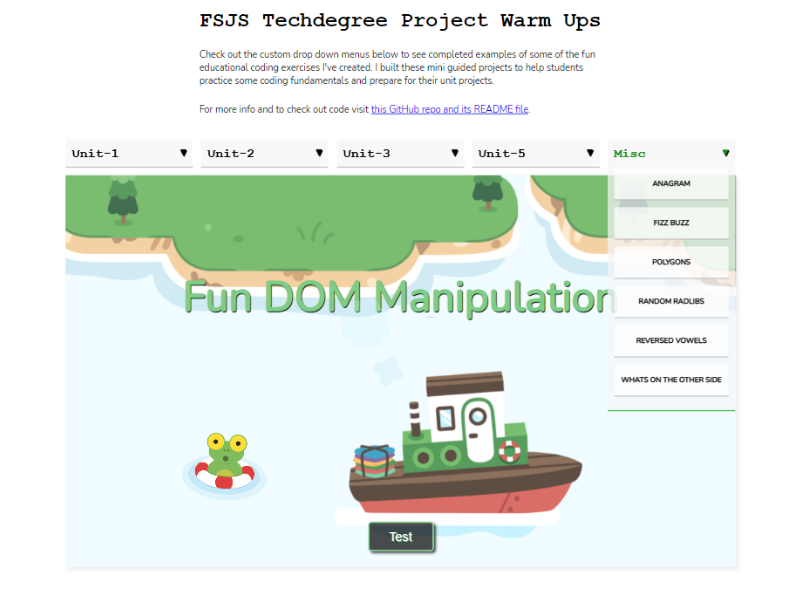 FSJS Techdegree Project Warm Ups
Check out the custom drop down menus below to see completed examples of some of the fun
educational coding exercises I've created. I built these mini guided projects to help students
practice some coding fundamentals and prepare for their unit projects.
For more info and to check out code visit this GitHub repo and its README file.
Unit-1 Unit-2 Unit-3 Unit-5 Misc
ANAGRAM
FIZZ BUZZ
POLYGONS
RANDOM RADLIBS
REVERSED VOWELS
WHATS ON THE OTHER SIDE
Fun DOM Manipulation
Test